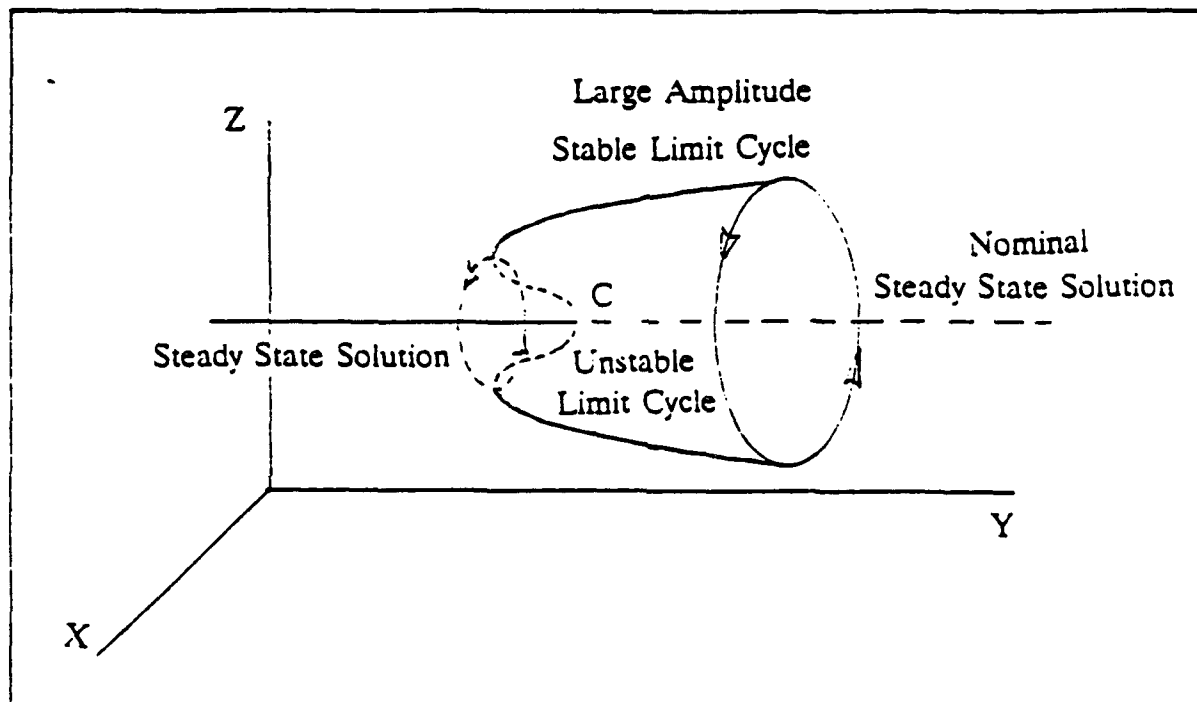 Large Amplitude
Stable Limit Cycle
Z
Nominal
Steady State Solution
C
Steady State Solution
Unstable
Limit Cycle
Y
X